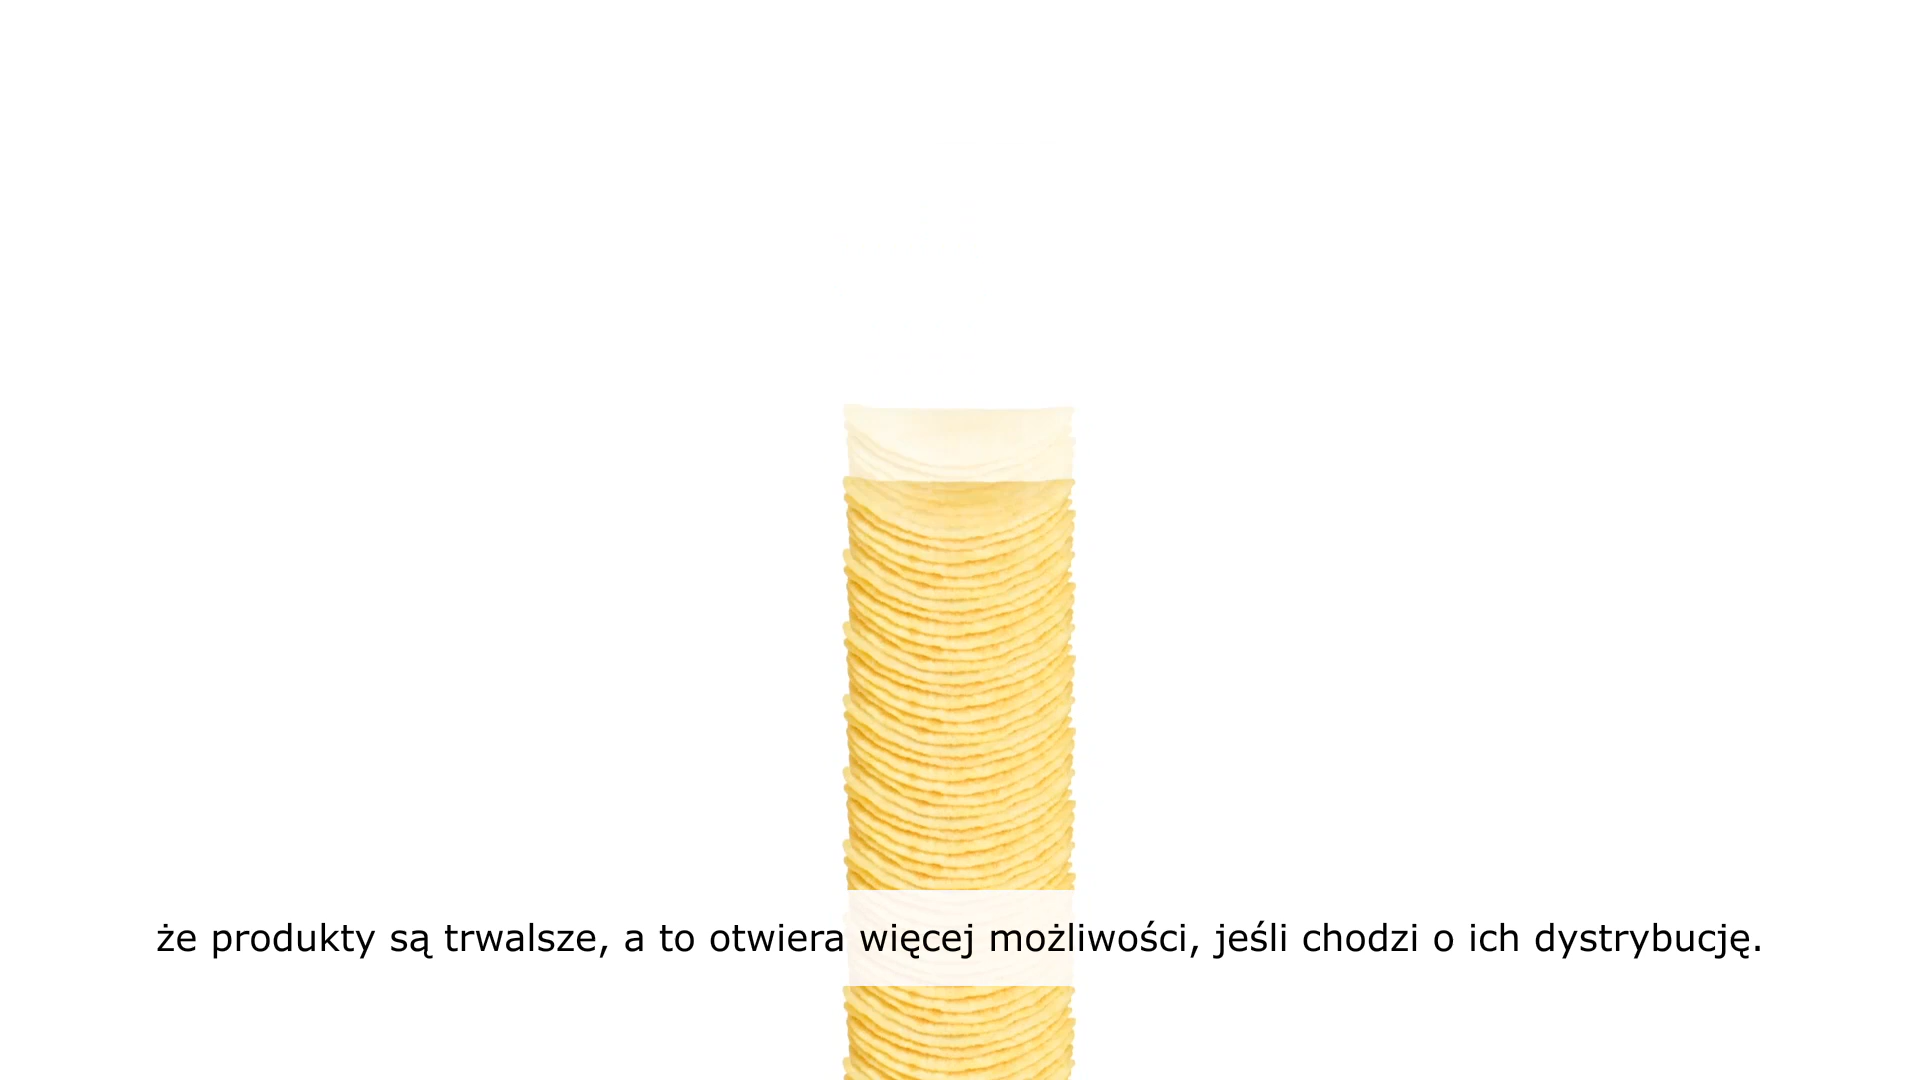 że produkty są trwalsze, a to otwiera więcej możliwości, jeśli chodzi o ich dystrybucję.